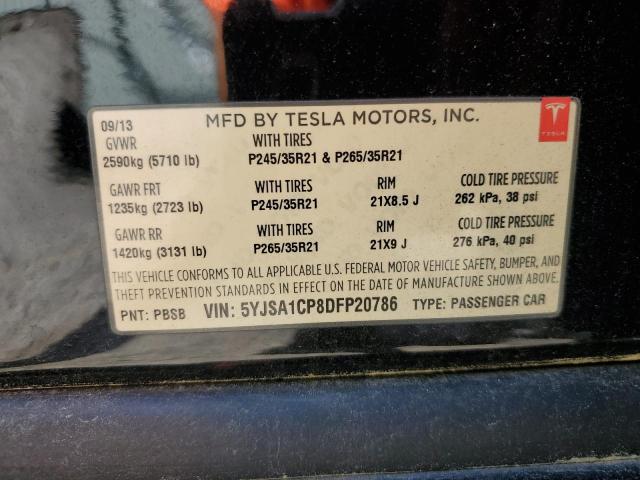 09/13 MFD BY TESLA MOTORS, INC.
TESLA
GVWR WITH TIRES
2590kg (5710 lb) P245/35R21 & P265/35R21
GAWR FRT WITH TIRES RIM COLD TIRE PRESSURE
1235kg (2723 lb) P245/35R21 21X8.5 J 262 kPa, 38 psi
GAWR RR WITH TIRES RIM COLD TIRE PRESSURE
1420kg (3131 lb) P265/35R21 21X9 J 276 kPa, 40 psi
THIS VEHICLE CONFORMS TO ALL APPLICABLE U.S. FEDERAL MOTOR VEHICLE SAFETY, BUMPER, AND
THEFT PREVENTION STANDARDS IN EFFECT ON THE DATE OF MANUFACTURE SHOWN ABOVE.
PNT: PBSB VIN: 5YJSA1CP8DFP20786 TYPE: PASSENGER CAR